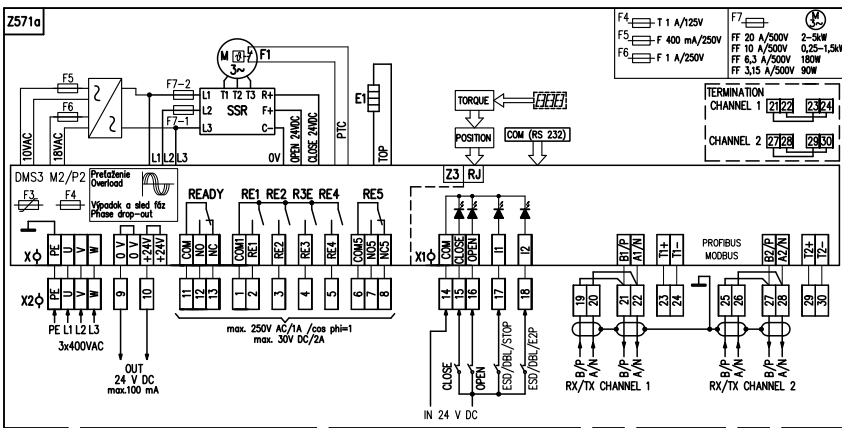 Z571a
F4 T 1 A/125V
F5 F 400 mA/250V
F6 F 1 A/250V
F7 M 3~
FF 20 A/500V 2-5kW
FF 10 A/500V 0,25-1,5kW
FF 6,3 A/500V 180W
FF 3,15 A/500V 90W
TERMINATION
CHANNEL 1 21 22 23 24
CHANNEL 2 27 28 29 30
M 3~ F1
F5
F6
F7-2
F7-1
T1 T2 T3
L1 R+
L2 SSR F+
L3 C-
10VAC
18VAC
L1 L2 L3
0V
OPEN 24VDC
CLOSE 24VDC
PTC
E1
TOP
TORQUE
POSITION
COM (RS 232)
Z3 RJ
DMS3 M2/P2
F3 F4
Preťaženie
Overload
Výpadok a sled fáz
Phase drop-out
READY RE1 RE2 R3E RE4 RE5
X
PE U V W
0 V 0 V +24V +24V
COM NO NC
COM1 RE1 RE2 RE3 RE4
COM5 NO5 NC5
X1
COM CLOSE OPEN I1 I2
B1/P A1/N T1+ T1-
PROFIBUS
MODBUS
B2/P A2/N T2+ T2-
X2
PE U V W
9 10
11 12 13
1 2 3 4 5
6 7 8
14 15 16 17 18
19 20 21 22 23 24
25 26 27 28 29 30
PE L1 L2 L3
3x400VAC
OUT
24 V DC
max.100 mA
max. 250V AC/1A /cos phi=1
max. 30V DC/2A
CLOSE
OPEN
ESD/DBL/STOP
ESD/DBL/E2P
IN 24 V DC
B/P A/N B/P A/N
RX/TX CHANNEL 1
B/P A/N B/P A/N
RX/TX CHANNEL 2